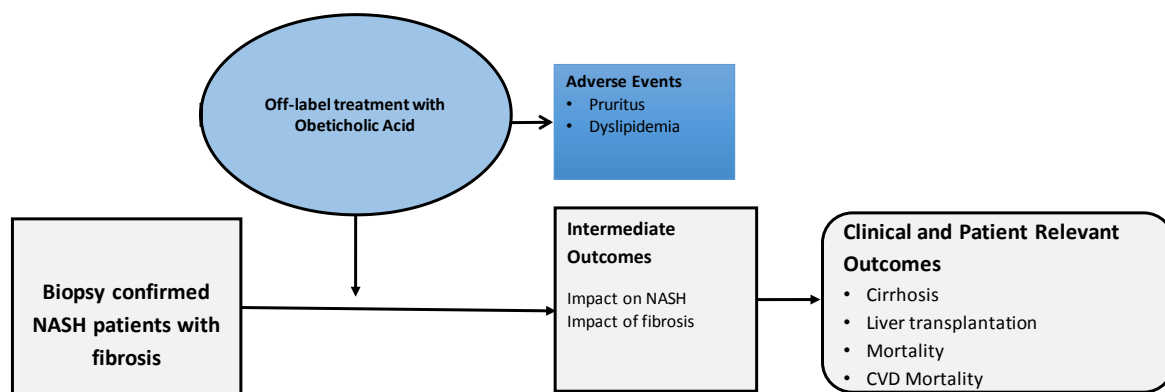 Off-label treatment with
Obeticholic Acid
Adverse Events
• Pruritus
• Dyslipidemia
Biopsy confirmed
NASH patients with
fibrosis
Intermediate
Outcomes
Impact on NASH
Impact of fibrosis
Clinical and Patient Relevant
Outcomes
• Cirrhosis
• Liver transplantation
• Mortality
• CVD Mortality